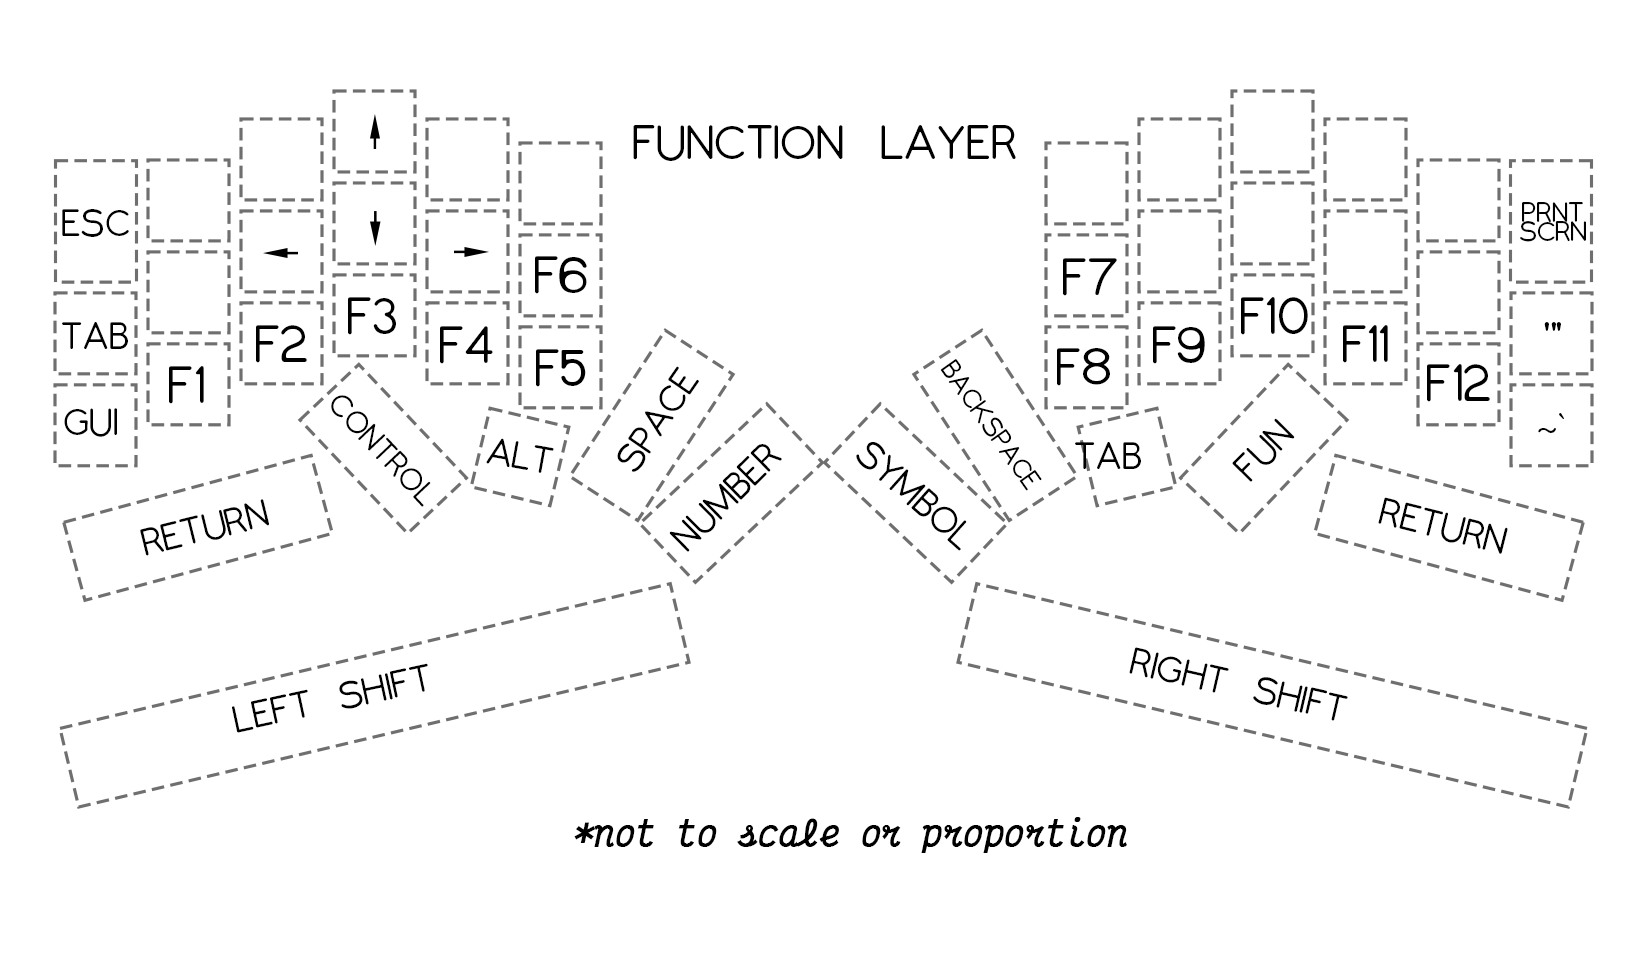 FUNCTION LAYER
ESC
↑
PRNT
SCRN
← ↓ →
F6
F7
TAB
F2 F3 F4
F9 F10 F11
'"
F1
F5
F8
F12
GUI
~`
CONTROL
ALT
SPACE
NUMBER
SYMBOL
BACKSPACE
TAB
FUN
RETURN
RETURN
LEFT SHIFT
RIGHT SHIFT
*not to scale or proportion